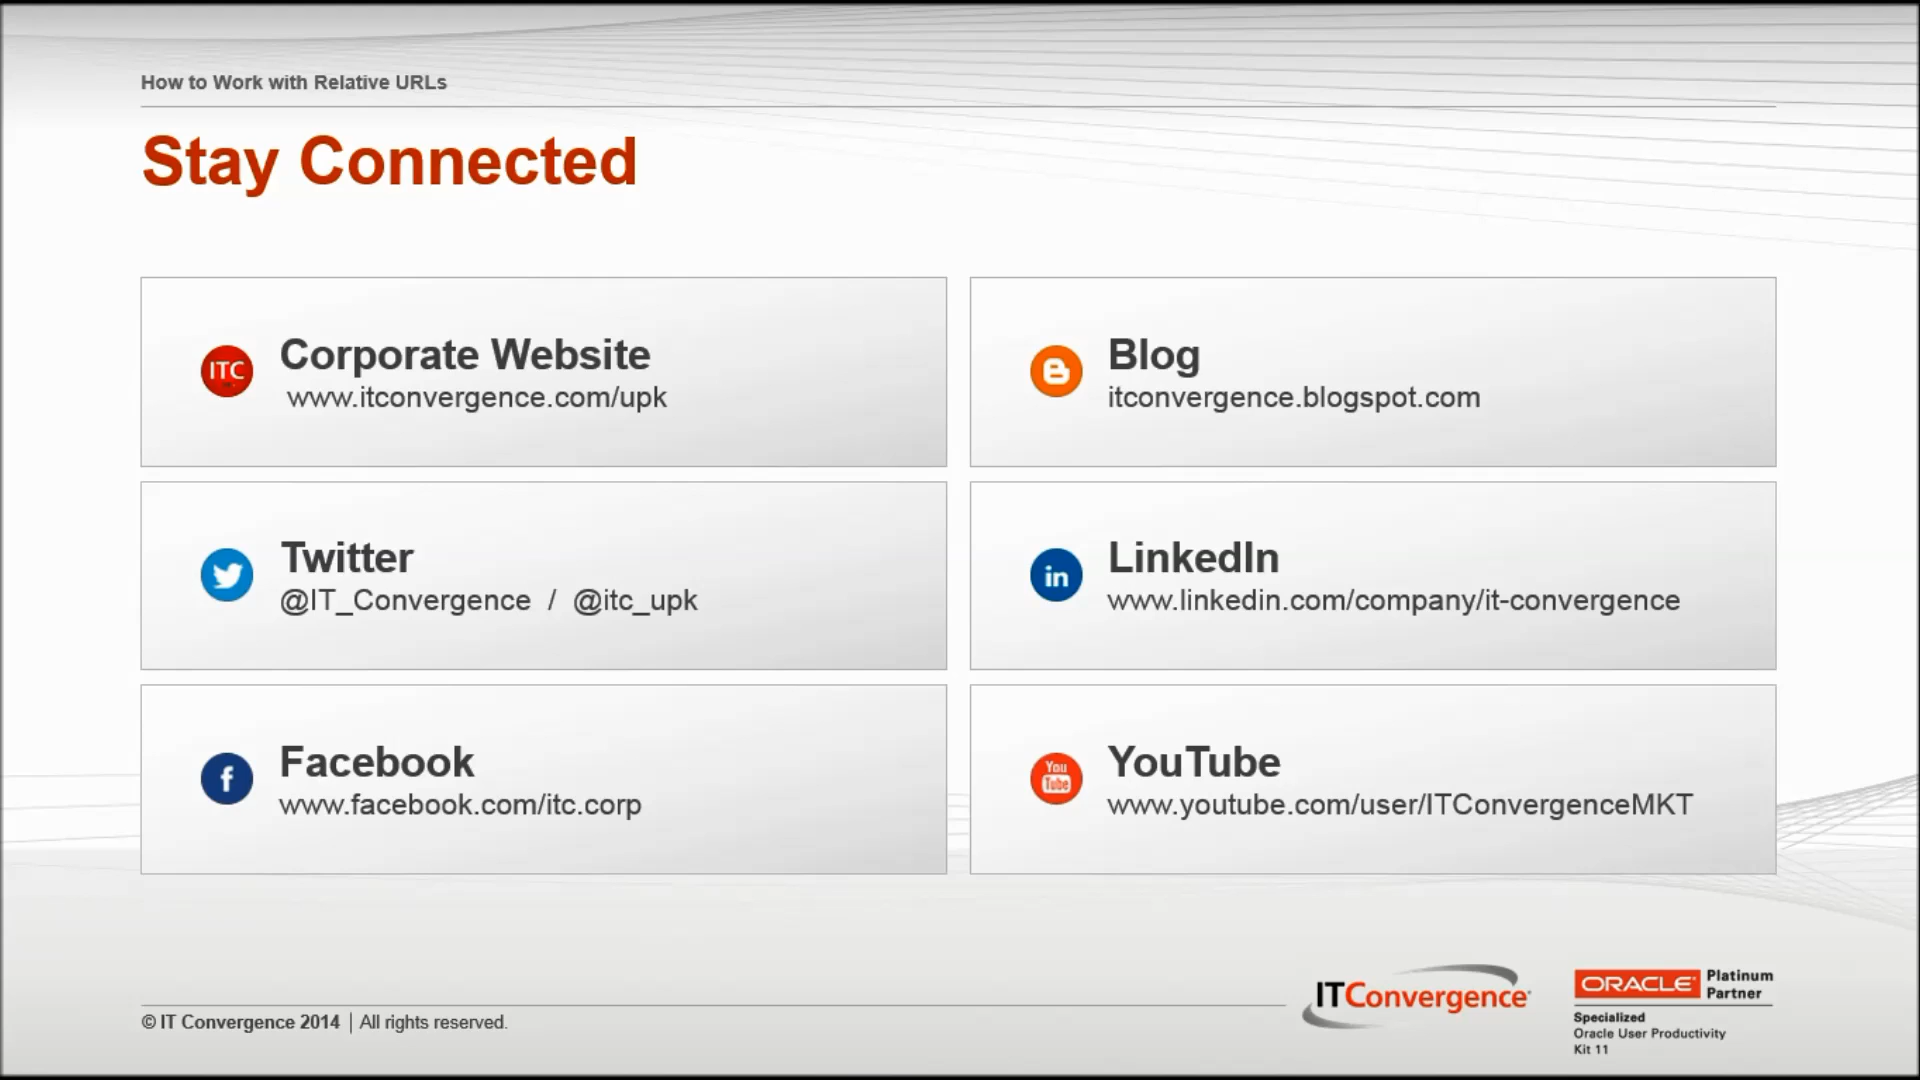 How to Work with Relative URLs
Stay Connected
ITC
Corporate Website
www.itconvergence.com/upk
Blog
itconvergence.blogspot.com
Twitter
@IT_Convergence / @itc_upk
in
LinkedIn
www.linkedin.com/company/it-convergence
f
Facebook
www.facebook.com/itc.corp
You
Tube
YouTube
www.youtube.com/user/ITConvergenceMKT
© IT Convergence 2014 | All rights reserved.
ITConvergence
ORACLE
Platinum
Partner
Specialized
Oracle User Productivity
Kit 11